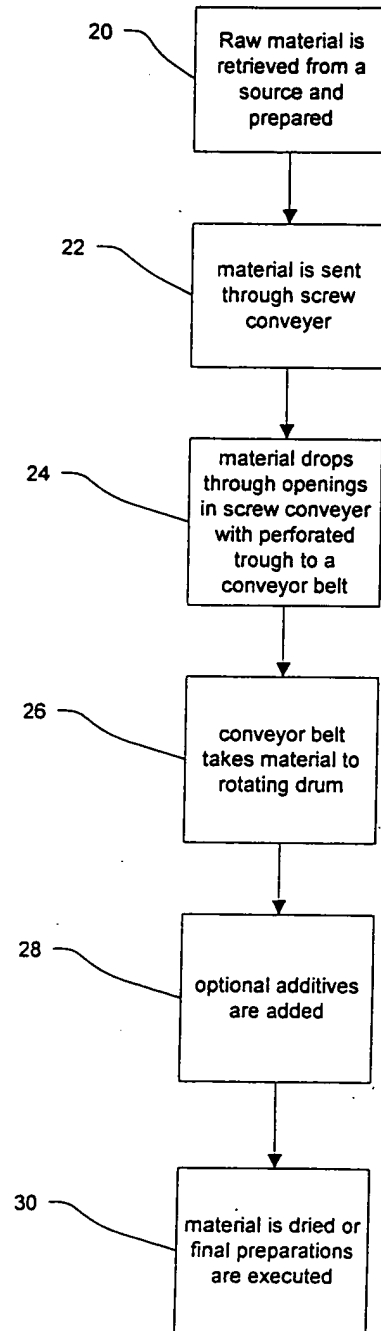 20
Raw material is
retrieved from a
source and
prepared
22
material is sent
through screw
conveyer
24
material drops
through openings
in screw conveyer
with perforated
trough to a
conveyor belt
26
conveyor belt
takes material to
rotating drum
28
optional additives
are added
30
material is dried or
final preparations
are executed